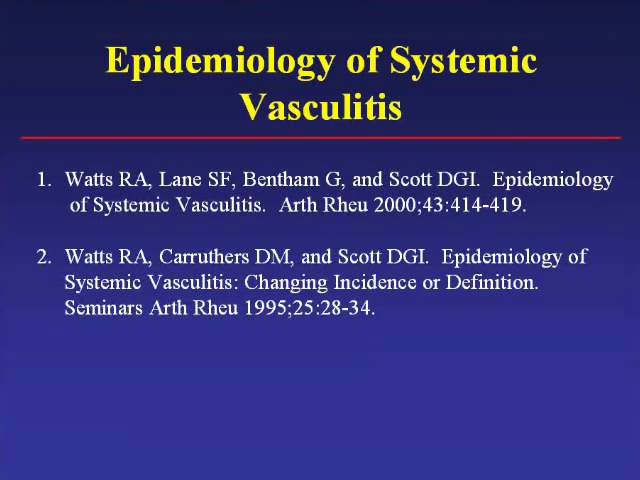 Epidemiology of Systemic
Vasculitis
1. Watts RA, Lane SF, Bentham G, and Scott DGI. Epidemiology
of Systemic Vasculitis. Arth Rheu 2000;43:414-419.
2. Watts RA, Carruthers DM, and Scott DGI. Epidemiology of
Systemic Vasculitis: Changing Incidence or Definition.
Seminars Arth Rheu 1995;25:28-34.